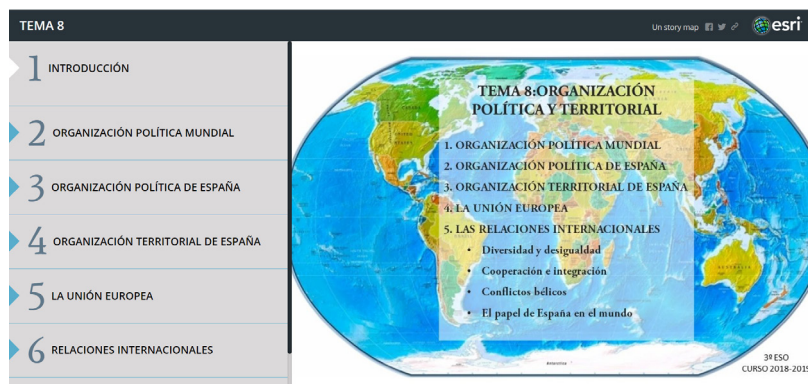 TEMA 8
Un story map
esri
1 INTRODUCCIÓN
2 ORGANIZACIÓN POLÍTICA MUNDIAL
3 ORGANIZACIÓN POLÍTICA DE ESPAÑA
4 ORGANIZACIÓN TERRITORIAL DE ESPAÑA
5 LA UNIÓN EUROPEA
6 RELACIONES INTERNACIONALES
TEMA 8:ORGANIZACIÓN
POLÍTICA Y TERRITORIAL
1. ORGANIZACIÓN POLÍTICA MUNDIAL
2. ORGANIZACIÓN POLÍTICA DE ESPAÑA
3. ORGANIZACIÓN TERRITORIAL DE ESPAÑA
4. LA UNIÓN EUROPEA
5. LAS RELACIONES INTERNACIONALES
• Diversidad y desigualdad
• Cooperación e integración
• Conflictos bélicos
• El papel de España en el mundo
AUSTRALIA
3º ESO
CURSO 2018-201